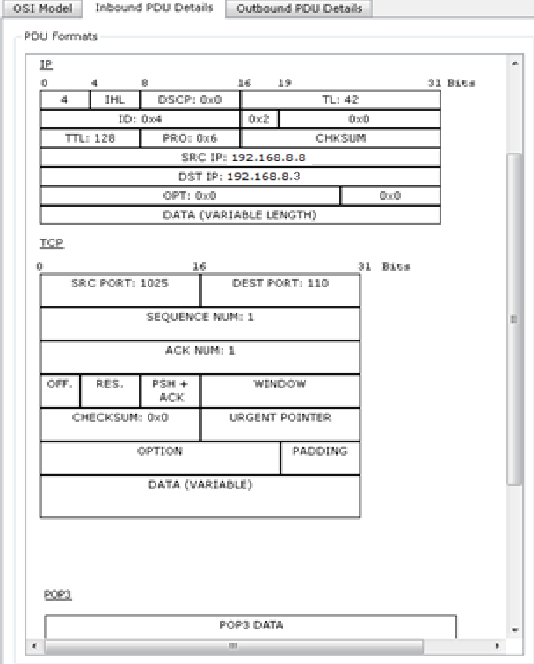 OSI Model Inbound PDU Details Outbound PDU Details
PDU Formats
IP
0 4 8 16 19 31 Bits
4 IHL DSCP: 0x0 TL: 42
ID: 0x4 0x2 0x0
TTL: 128 PRO: 0x6 CHKSUM
SRC IP: 192.168.8.8
DST IP: 192.168.8.3
OPT: 0x0 0x0
DATA (VARIABLE LENGTH)
TCP
0 16 31 Bits
SRC PORT: 1025 DEST PORT: 110
SEQUENCE NUM: 1
ACK NUM: 1
OFF. RES. PSH + ACK WINDOW
CHECKSUM: 0x0 URGENT POINTER
OPTION PADDING
DATA (VARIABLE)
POP3
POP3 DATA